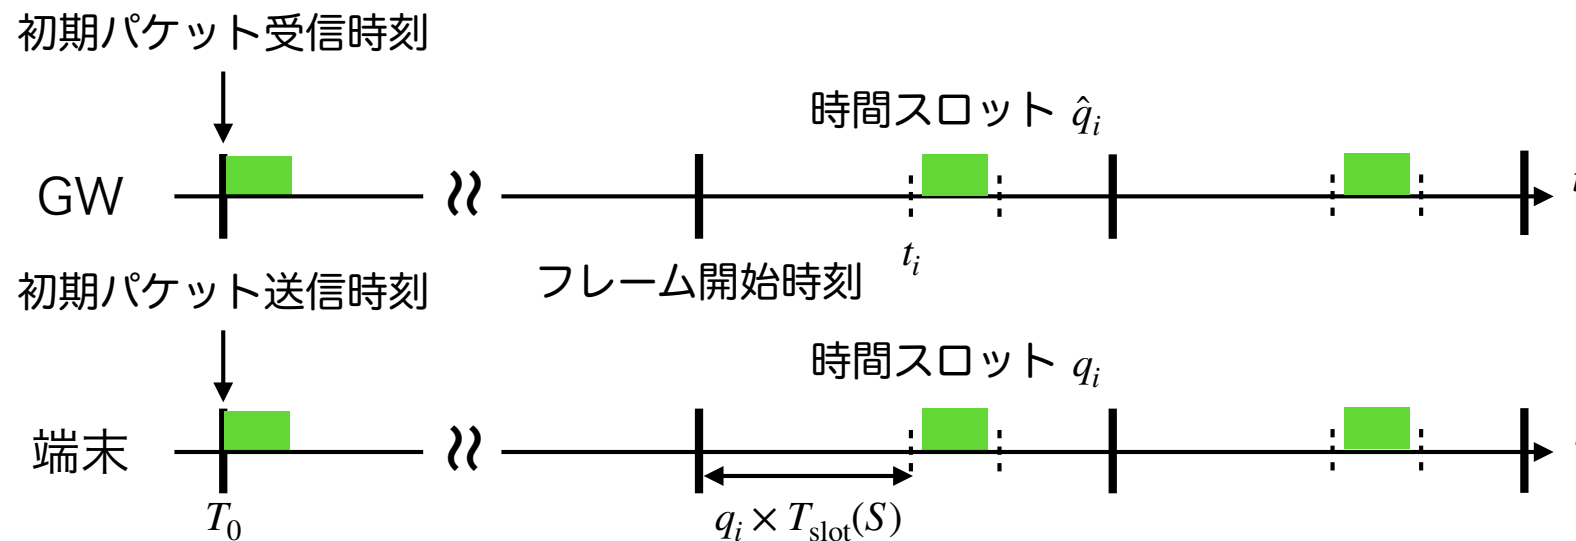 初期パケット受信時刻
時間スロット q̂ᵢ
GW
tᵢ
初期パケット送信時刻
フレーム開始時刻
時間スロット qᵢ
端末
T₀
qᵢ × T_slot(S)